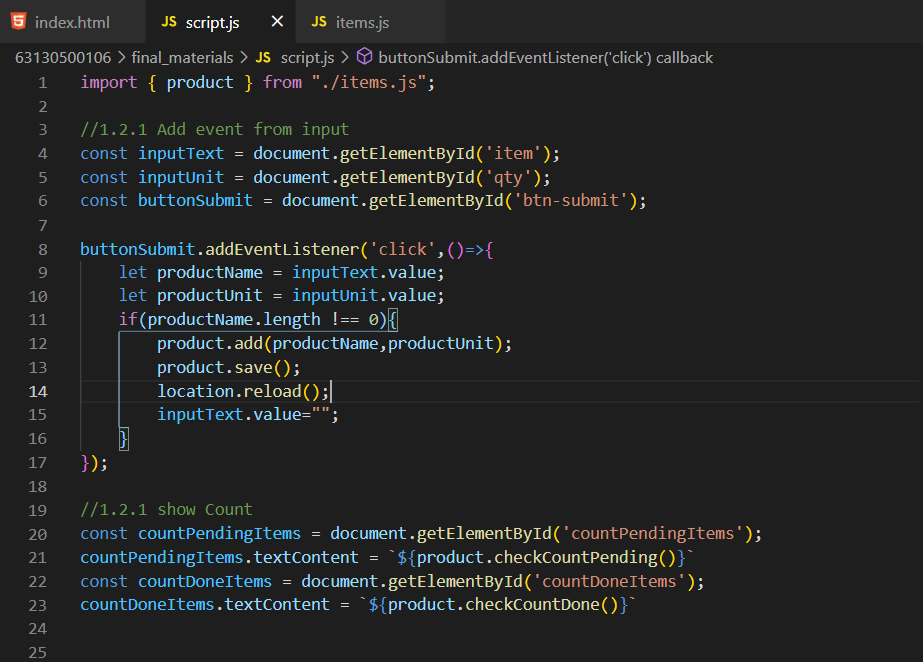 index.html JS script.js × JS items.js
63130500106 > final_materials > JS script.js > buttonSubmit.addEventListener('click') callback
1 import { product } from "./items.js";
2
3 //1.2.1 Add event from input
4 const inputText = document.getElementById('item');
5 const inputUnit = document.getElementById('qty');
6 const buttonSubmit = document.getElementById('btn-submit');
7
8 buttonSubmit.addEventListener('click',()=>{
9     let productName = inputText.value;
10     let productUnit = inputUnit.value;
11     if(productName.length !== 0){
12         product.add(productName,productUnit);
13         product.save();
14         location.reload();
15         inputText.value="";
16     }
17 });
18
19 //1.2.1 show Count
20 const countPendingItems = document.getElementById('countPendingItems');
21 countPendingItems.textContent = `${product.checkCountPending()}`
22 const countDoneItems = document.getElementById('countDoneItems');
23 countDoneItems.textContent = `${product.checkCountDone()}`
24
25